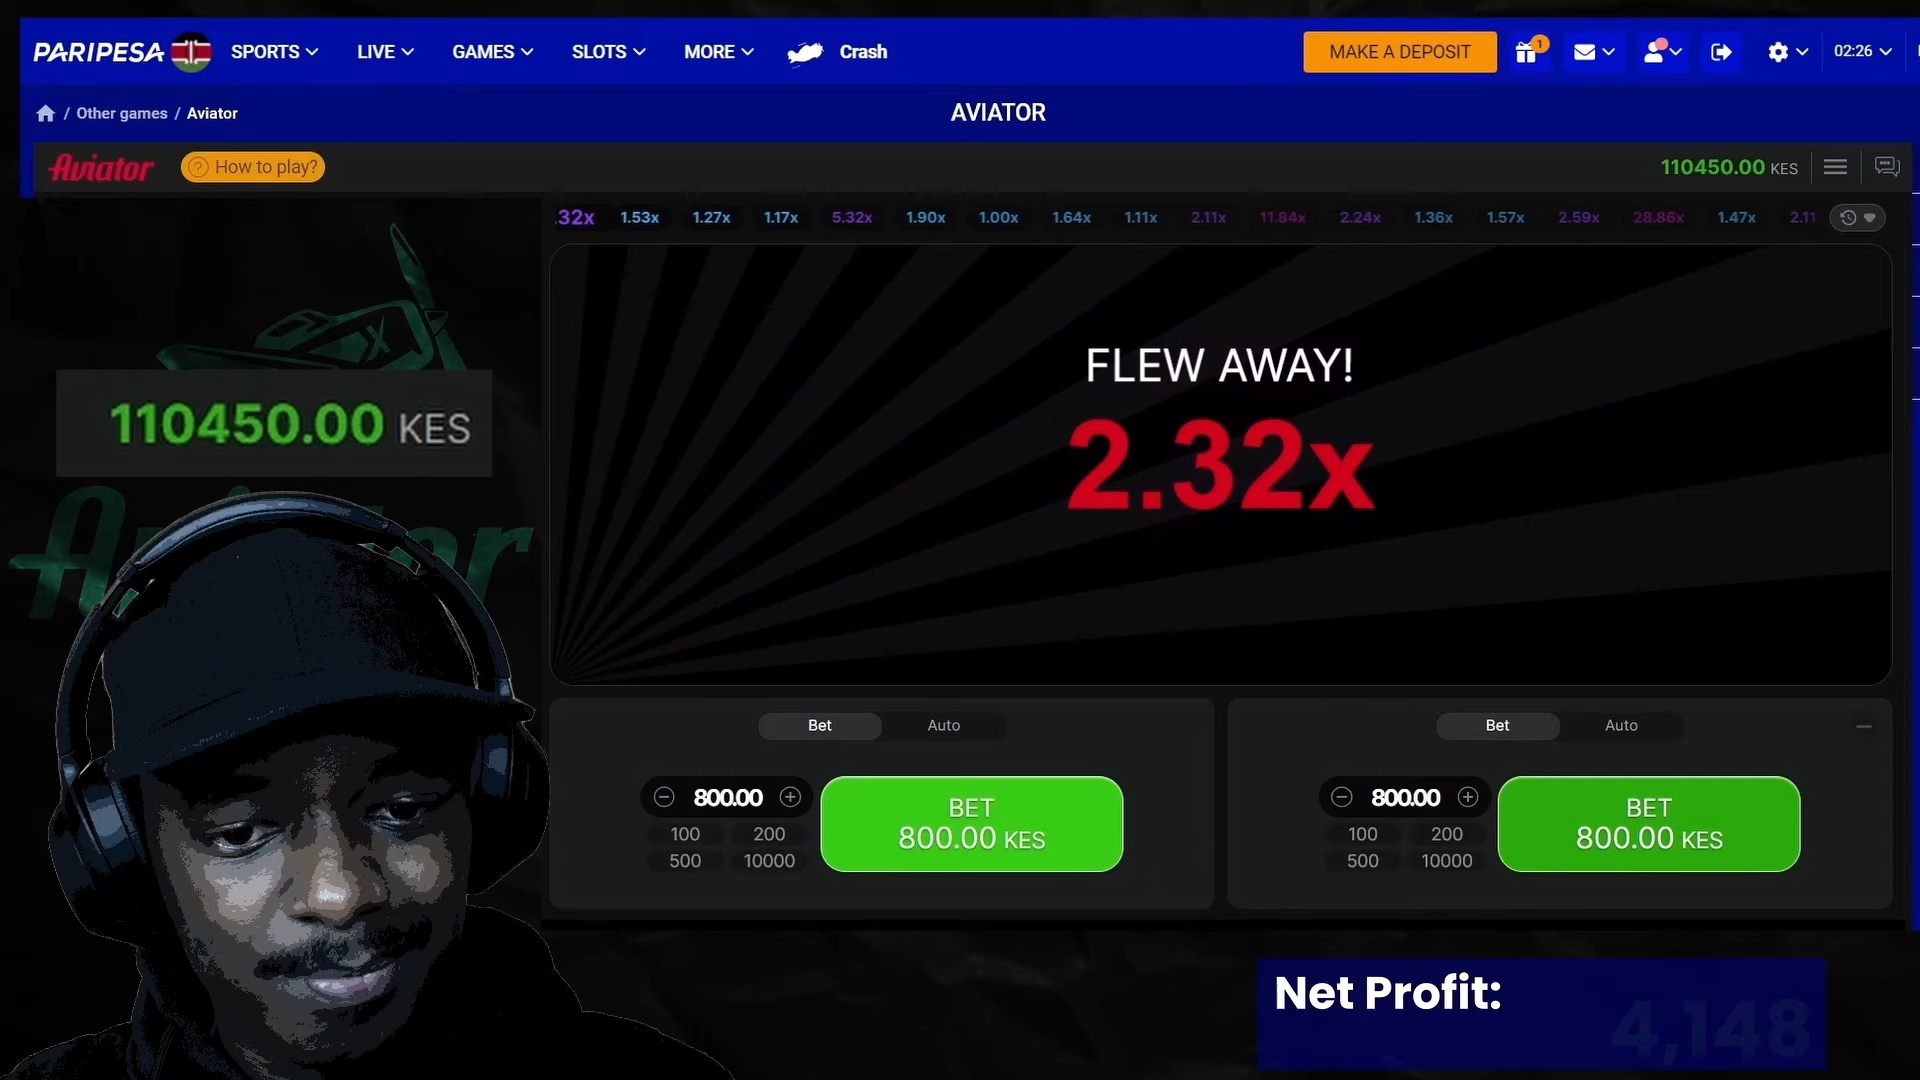 PARIPESA SPORTS LIVE GAMES SLOTS MORE Crash MAKE A DEPOSIT 1 02:26
/ Other games / Aviator
AVIATOR
Aviator ? How to play? 110450.00 KES
.32x 1.53x 1.27x 1.17x 5.32x 1.90x 1.00x 1.64x 1.11x 2.11x 11.84x 2.24x 1.36x 1.57x 2.59x 28.86x 1.47x 2.11
110450.00 KES
FLEW AWAY!
2.32x
Bet Auto
800.00
100 200
500 10000
BET
800.00 KES
Bet Auto
800.00
100 200
500 10000
BET
800.00 KES
Net Profit:
4,148